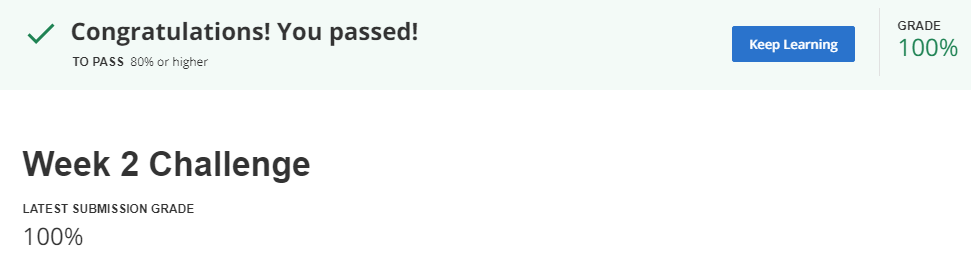 Congratulations! You passed!
TO PASS 80% or higher
Keep Learning
GRADE
100%
Week 2 Challenge
LATEST SUBMISSION GRADE
100%